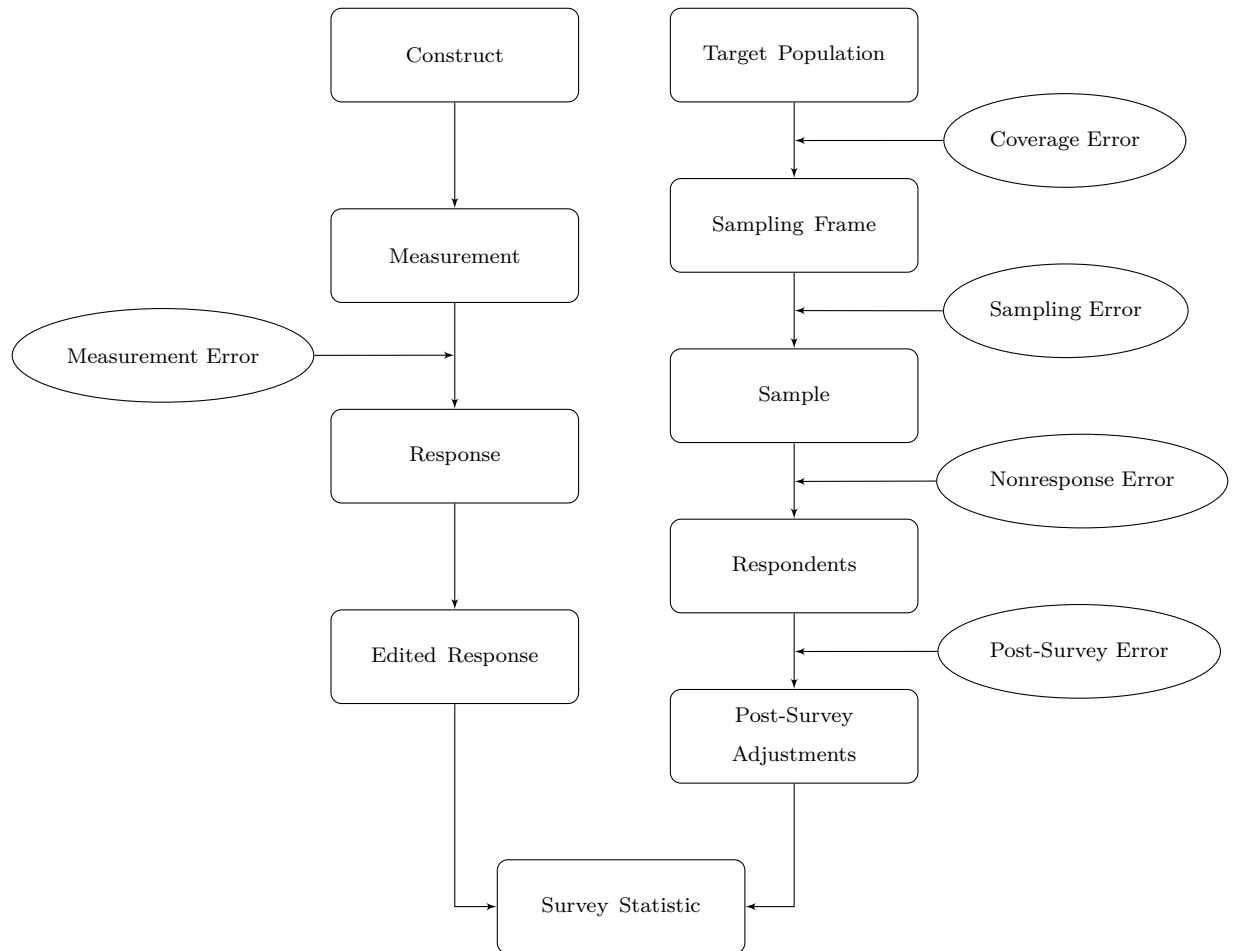 Construct
Target Population
Coverage Error
Sampling Frame
Measurement
Sampling Error
Measurement Error
Sample
Response
Nonresponse Error
Respondents
Edited Response
Post-Survey Error
Post-Survey
Adjustments
Survey Statistic